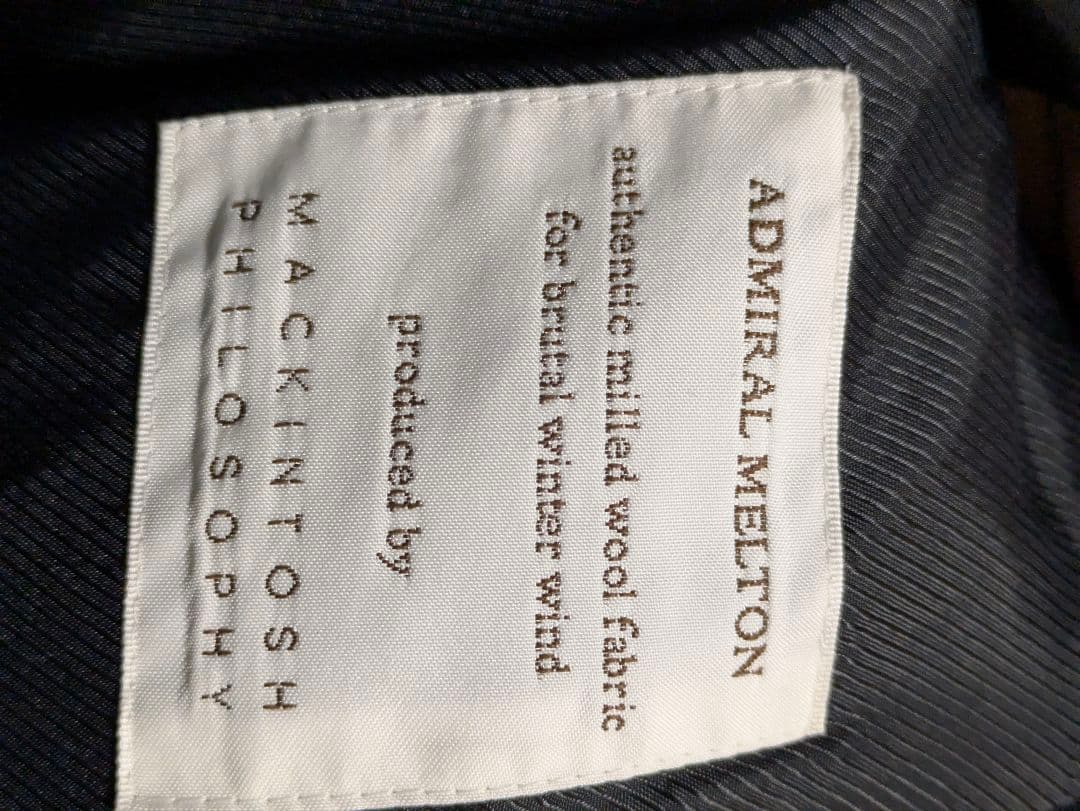 ADMIRAL MELTON
authentic milled wool fabric
for brutal winter wind
produced by
MACKINTOSH
PHILOSOPHY